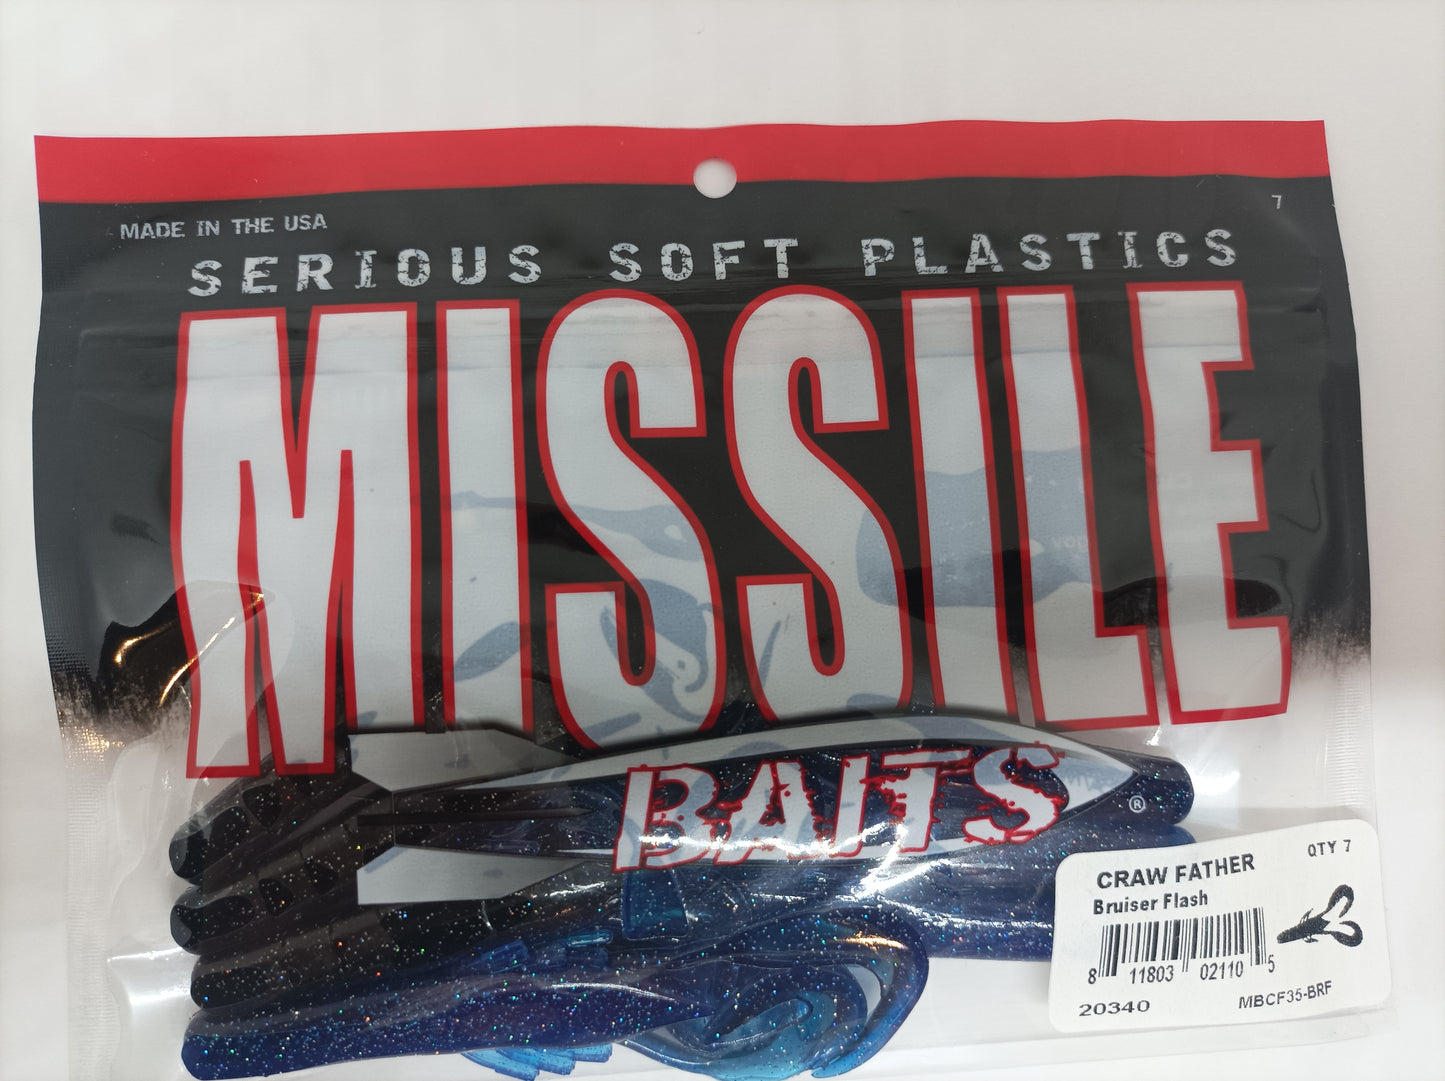 7
MADE IN THE USA
SERIOUS SOFT PLASTICS
MISSILE
BAITS ®
CRAW FATHER QTY 7
Bruiser Flash
8 11803 02110 5
20340 MBCF35-BRF